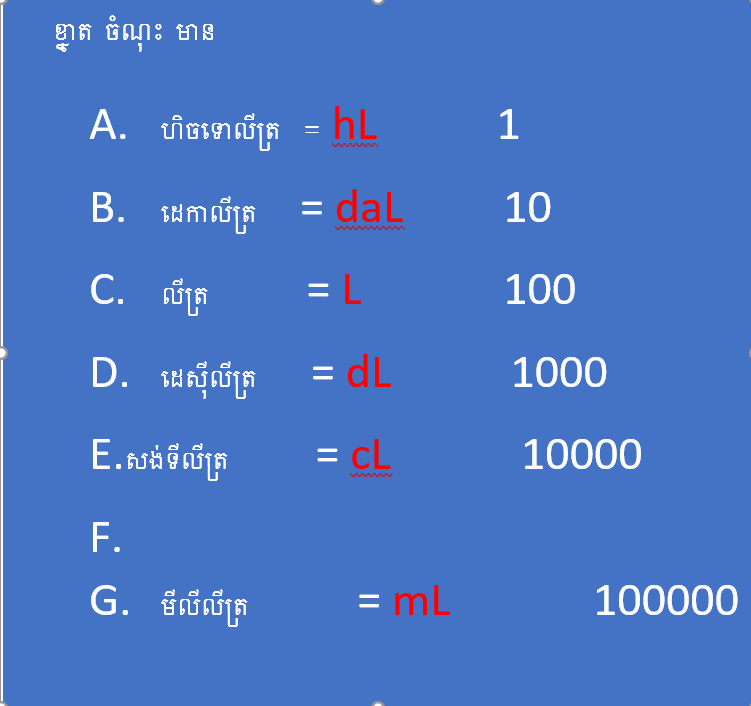 ខ្នាត ចំណុះ មាន
A. ហិចទោលីត្រ = hL 1
B. ដេកាលីត្រ = daL 10
C. លីត្រ = L 100
D. ដេស៊ីលីត្រ = dL 1000
E.សង់ទីលីត្រ = cL 10000
F.
G. មីលីលីត្រ = mL 100000